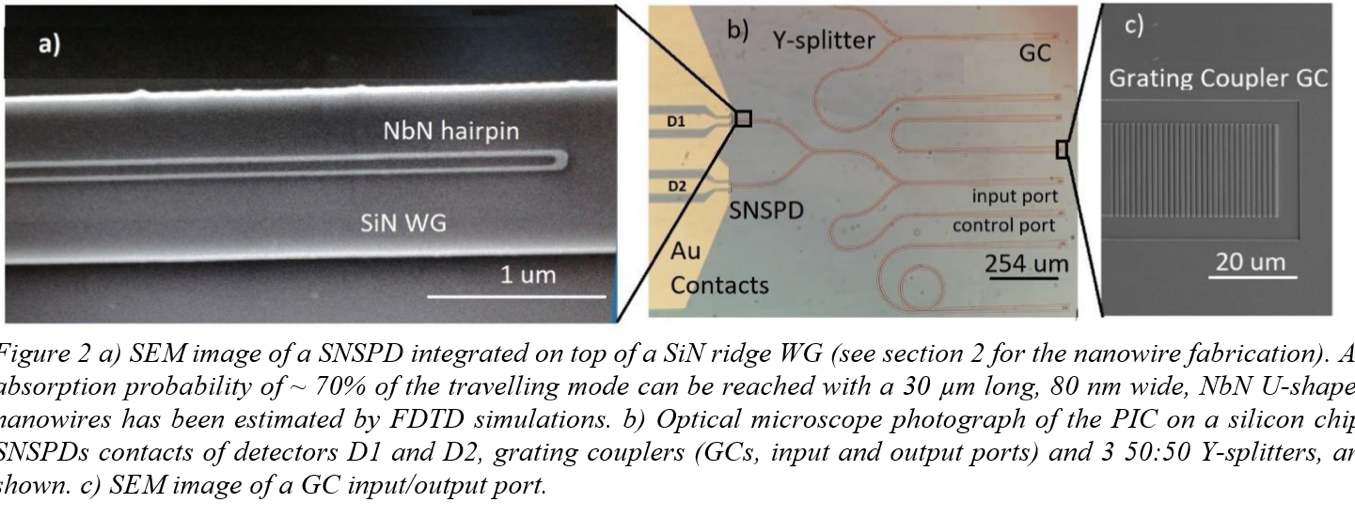 a)
NbN hairpin
SiN WG
1 um
b)
Y-splitter
GC
D1
D2
SNSPD
input port
control port
Au
Contacts
254 um
c)
Grating Coupler GC
20 um
Figure 2 a) SEM image of a SNSPD integrated on top of a SiN ridge WG (see section 2 for the nanowire fabrication). A
absorption probability of ~ 70% of the travelling mode can be reached with a 30 µm long, 80 nm wide, NbN U-shape
nanowires has been estimated by FDTD simulations. b) Optical microscope photograph of the PIC on a silicon chip
SNSPDs contacts of detectors D1 and D2, grating couplers (GCs, input and output ports) and 3 50:50 Y-splitters, ar
shown. c) SEM image of a GC input/output port.